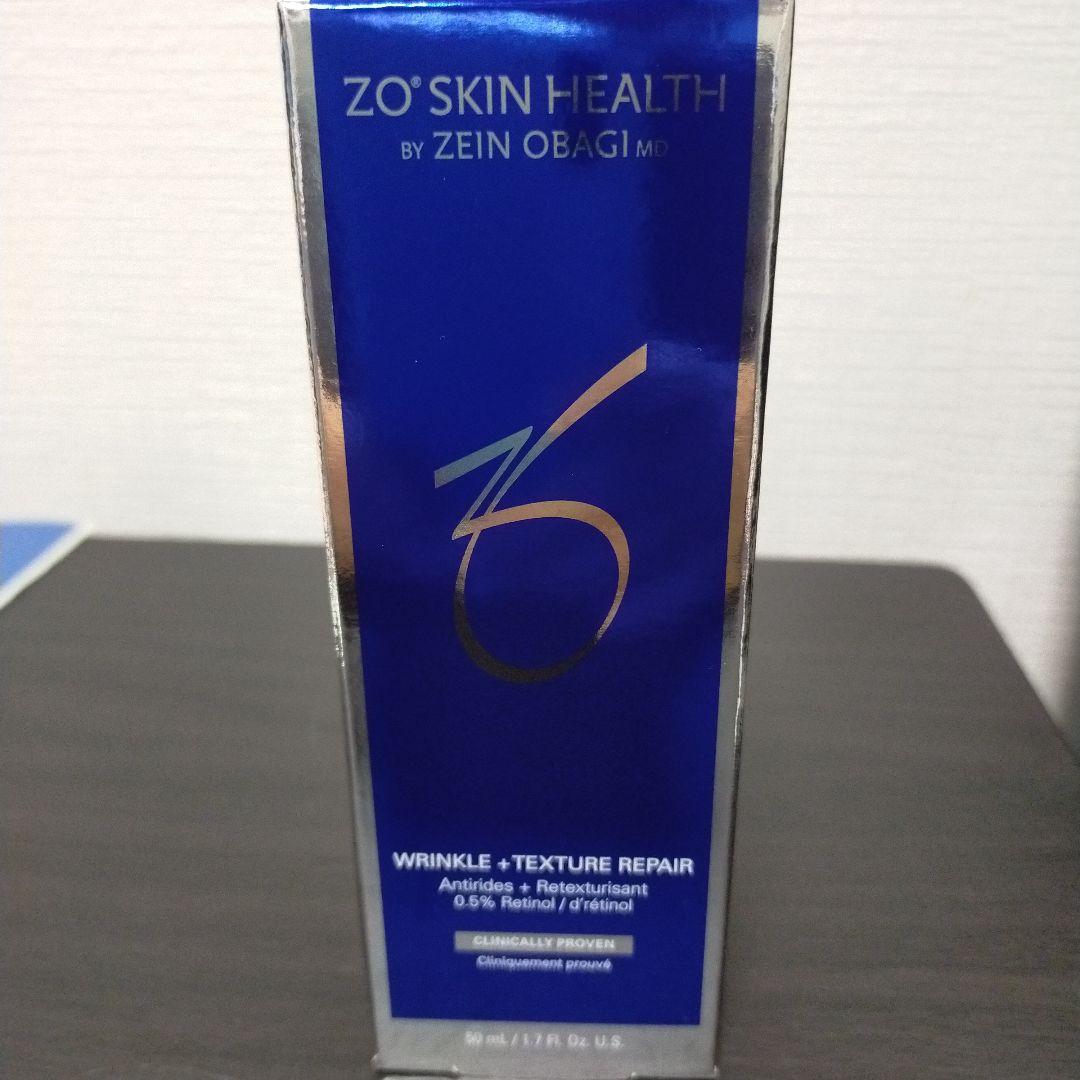 ZO® SKIN HEALTH
BY ZEIN OBAGI MD
WRINKLE + TEXTURE REPAIR
Antirides + Retexturisant
0.5% Retinol / d'rétinol
CLINICALLY PROVEN
Cliniquement prouvé
50 mL / 1.7 Fl. Oz. U.S.